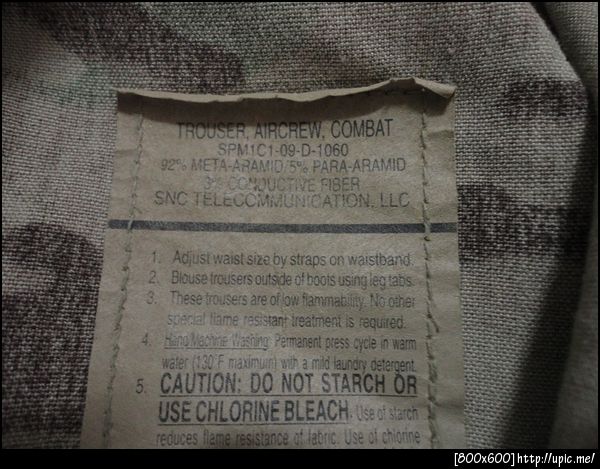 TROUSER, AIRCREW, COMBAT
SPM1C1-09-D-1060
92% META-ARAMID/5% PARA-ARAMID
3% CONDUCTIVE FIBER
SNC TELECOMMUNICATION, LLC
1. Adjust waist size by straps on waistband.
2. Blouse trousers outside of boots using leg tabs.
3. These trousers are of low flammability. No other
special flame resistant treatment is required.
4. Hand/Machine Washing: Permanent press cycle in warm
water (130°F maximum) with a mild laundry detergent.
5. CAUTION: DO NOT STARCH OR
USE CHLORINE BLEACH. Use of starch
reduces flame resistance of fabric. Use of chlorine
[800x600]http://upic.me/